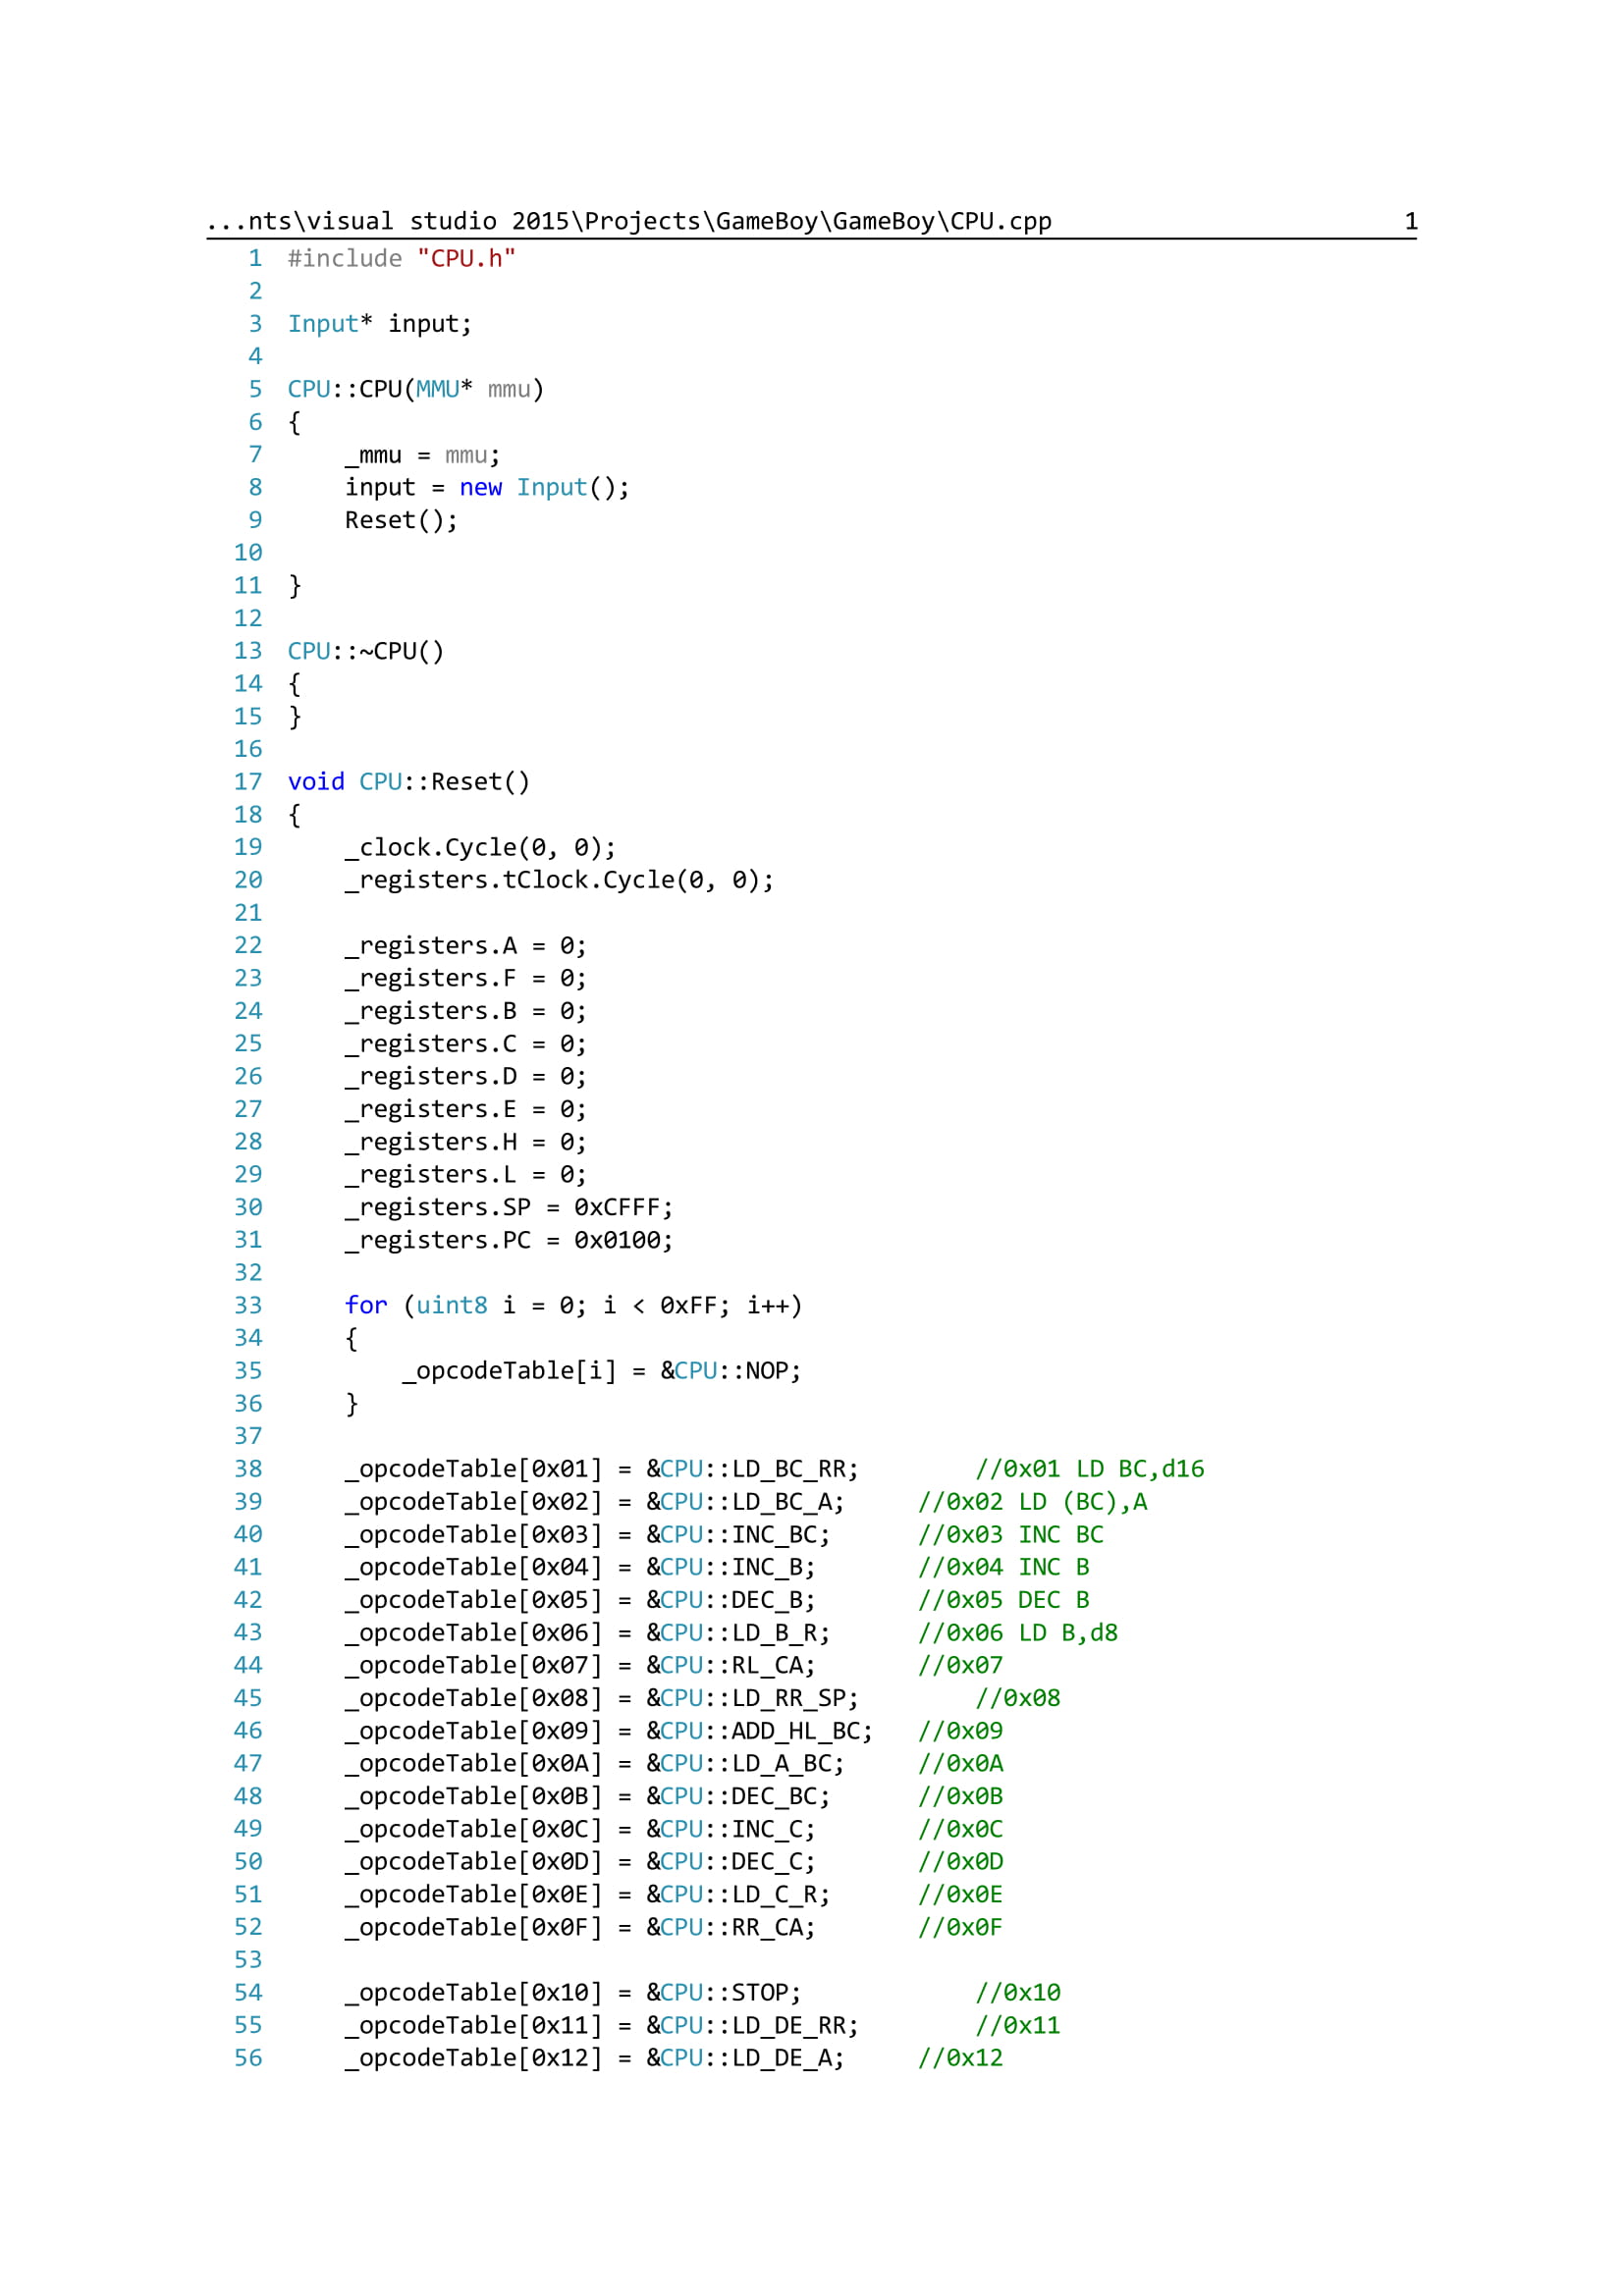 ...nts\visual studio 2015\Projects\GameBoy\GameBoy\CPU.cpp 1
1 #include "CPU.h"
2
3 Input* input;
4
5 CPU::CPU(MMU* mmu)
6 {
7     _mmu = mmu;
8     input = new Input();
9     Reset();
10
11 }
12
13 CPU::~CPU()
14 {
15 }
16
17 void CPU::Reset()
18 {
19     _clock.Cycle(0, 0);
20     _registers.tClock.Cycle(0, 0);
21
22     _registers.A = 0;
23     _registers.F = 0;
24     _registers.B = 0;
25     _registers.C = 0;
26     _registers.D = 0;
27     _registers.E = 0;
28     _registers.H = 0;
29     _registers.L = 0;
30     _registers.SP = 0xCFFF;
31     _registers.PC = 0x0100;
32
33     for (uint8 i = 0; i < 0xFF; i++)
34     {
35         _opcodeTable[i] = &CPU::NOP;
36     }
37
38     _opcodeTable[0x01] = &CPU::LD_BC_RR;        //0x01 LD BC,d16
39     _opcodeTable[0x02] = &CPU::LD_BC_A;     //0x02 LD (BC),A
40     _opcodeTable[0x03] = &CPU::INC_BC;      //0x03 INC BC
41     _opcodeTable[0x04] = &CPU::INC_B;       //0x04 INC B
42     _opcodeTable[0x05] = &CPU::DEC_B;       //0x05 DEC B
43     _opcodeTable[0x06] = &CPU::LD_B_R;      //0x06 LD B,d8
44     _opcodeTable[0x07] = &CPU::RL_CA;       //0x07
45     _opcodeTable[0x08] = &CPU::LD_RR_SP;        //0x08
46     _opcodeTable[0x09] = &CPU::ADD_HL_BC;   //0x09
47     _opcodeTable[0x0A] = &CPU::LD_A_BC;     //0x0A
48     _opcodeTable[0x0B] = &CPU::DEC_BC;      //0x0B
49     _opcodeTable[0x0C] = &CPU::INC_C;       //0x0C
50     _opcodeTable[0x0D] = &CPU::DEC_C;       //0x0D
51     _opcodeTable[0x0E] = &CPU::LD_C_R;      //0x0E
52     _opcodeTable[0x0F] = &CPU::RR_CA;       //0x0F
53
54     _opcodeTable[0x10] = &CPU::STOP;            //0x10
55     _opcodeTable[0x11] = &CPU::LD_DE_RR;        //0x11
56     _opcodeTable[0x12] = &CPU::LD_DE_A;     //0x12